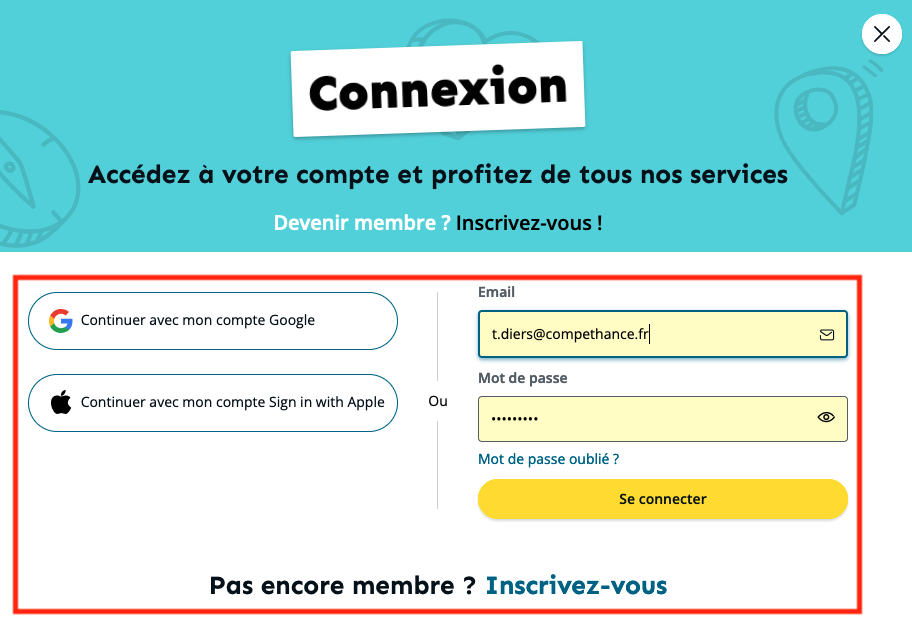 Connexion
Accédez à votre compte et profitez de tous nos services
Devenir membre ? Inscrivez-vous !
Continuer avec mon compte Google
Continuer avec mon compte Sign in with Apple
Ou
Email
t.diers@compethance.fr
Mot de passe
•••••••••
Mot de passe oublié ?
Se connecter
Pas encore membre ? Inscrivez-vous